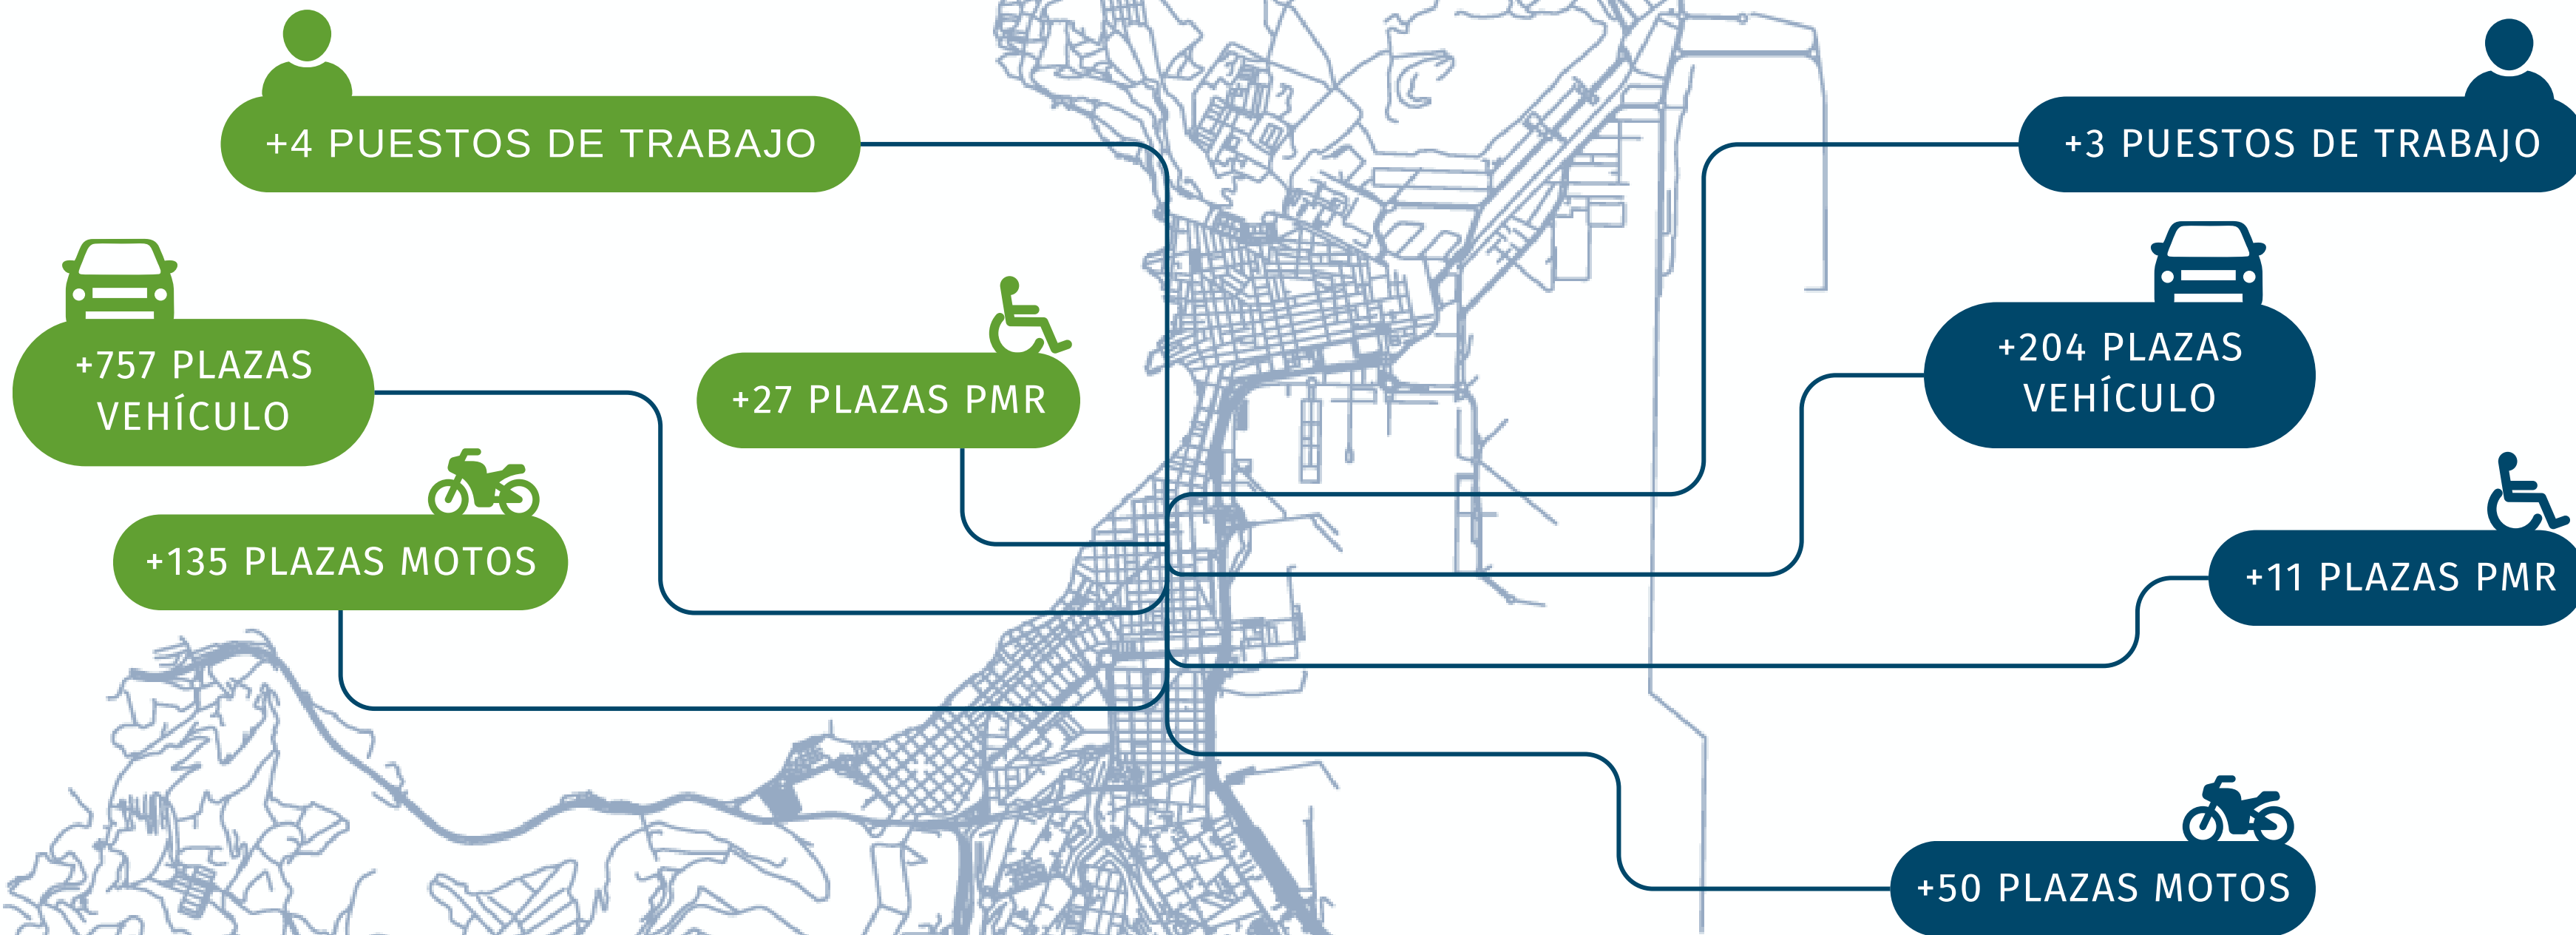 +4 PUESTOS DE TRABAJO
+757 PLAZAS
VEHÍCULO
+27 PLAZAS PMR
+135 PLAZAS MOTOS
+3 PUESTOS DE TRABAJO
+204 PLAZAS
VEHÍCULO
+11 PLAZAS PMR
+50 PLAZAS MOTOS